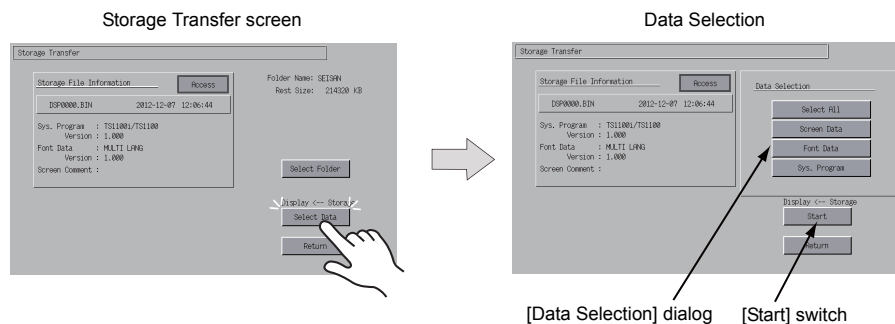 Storage Transfer screen
Storage Transfer
Storage File Information
Access
DSP0000.BIN 2012-12-07 12:06:44
Sys. Program : TS1100i/TS1100
Version : 1.000
Font Data : MULTI LANG
Version : 1.000
Screen Comment :
Folder Name: SEISAN
Rest Size: 214320 KB
Select Folder
Display <-- Storage
Select Data
Return
Data Selection
Storage Transfer
Storage File Information
Access
DSP0000.BIN 2012-12-07 12:06:44
Sys. Program : TS1100i/TS1100
Version : 1.000
Font Data : MULTI LANG
Version : 1.000
Screen Comment :
Data Selection
Select All
Screen Data
Font Data
Sys. Program
Display <-- Storage
Start
Return
[Data Selection] dialog
[Start] switch